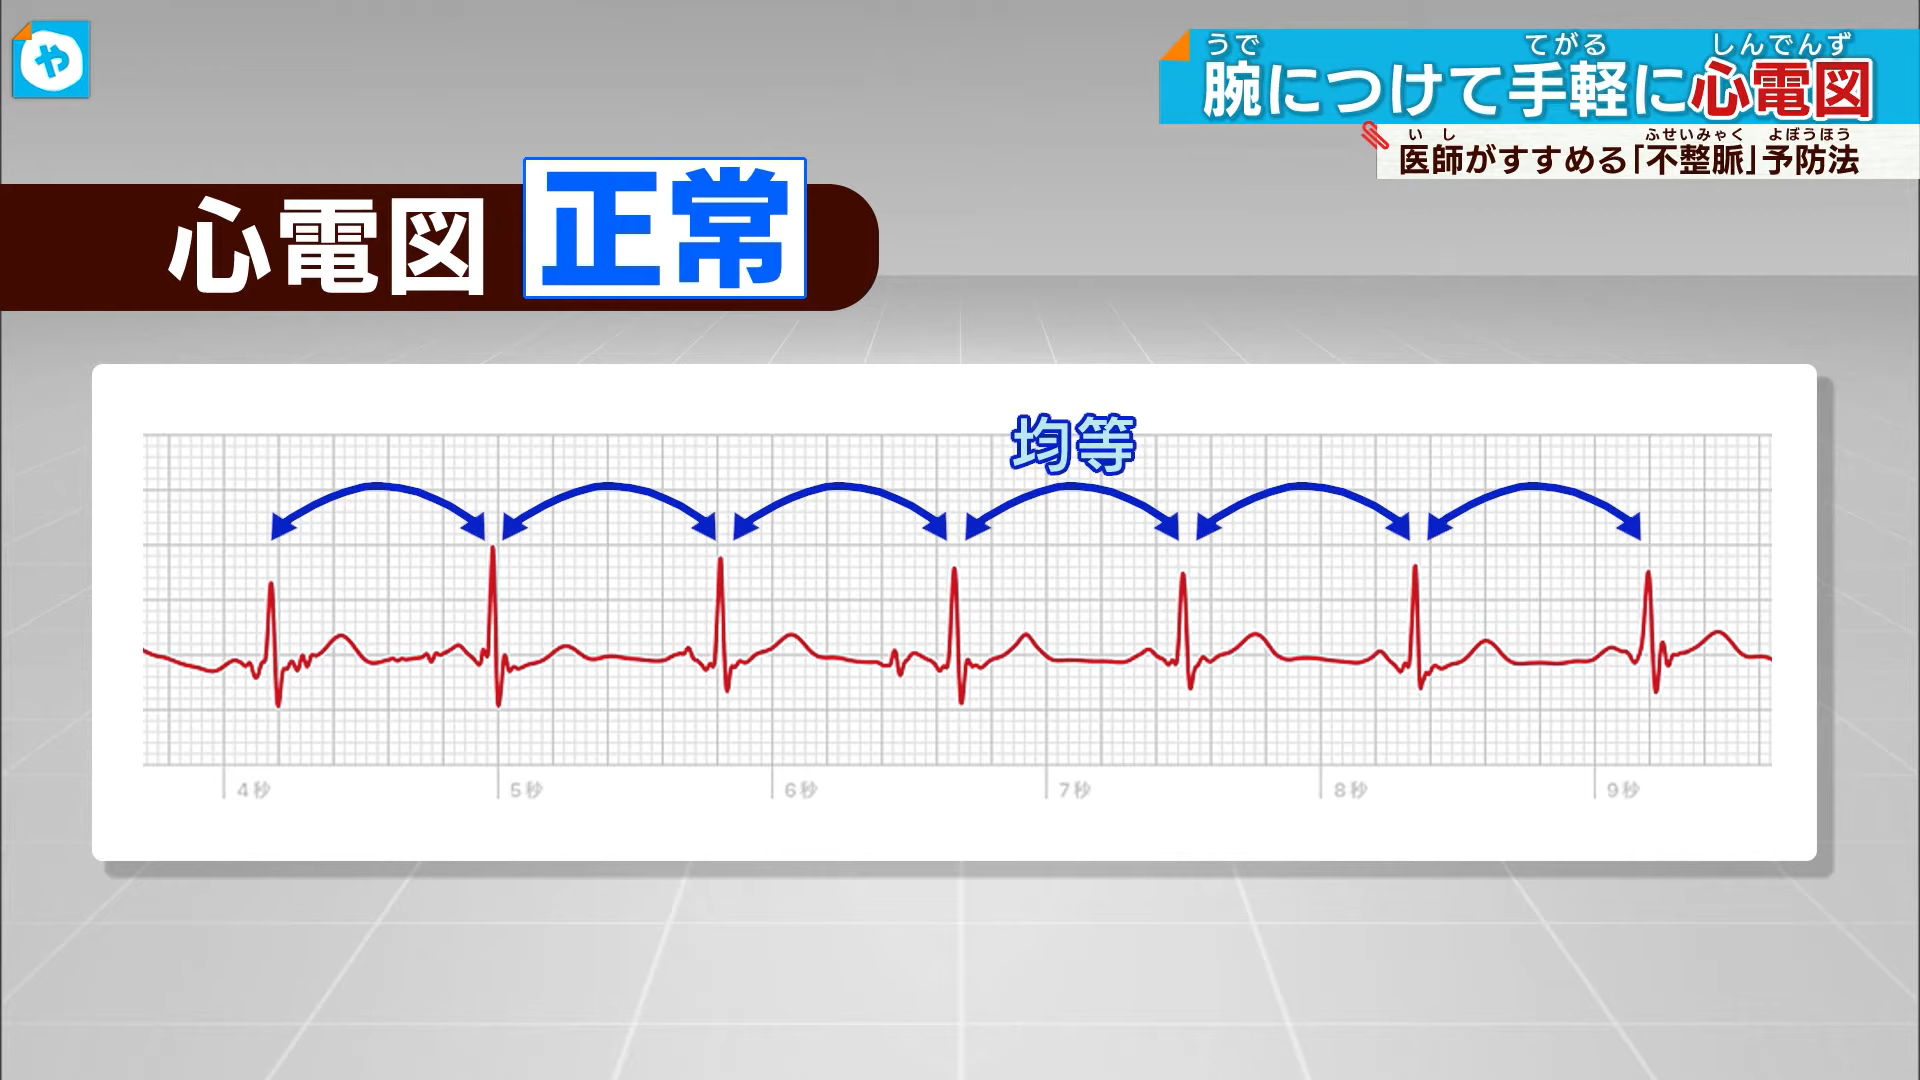 や
うで てがる しんでんず
腕につけて手軽に心電図
いし ふせいみゃく よぼうほう
医師がすすめる「不整脈」予防法
心電図 正常
均等
4秒 5秒 6秒 7秒 8秒 9秒